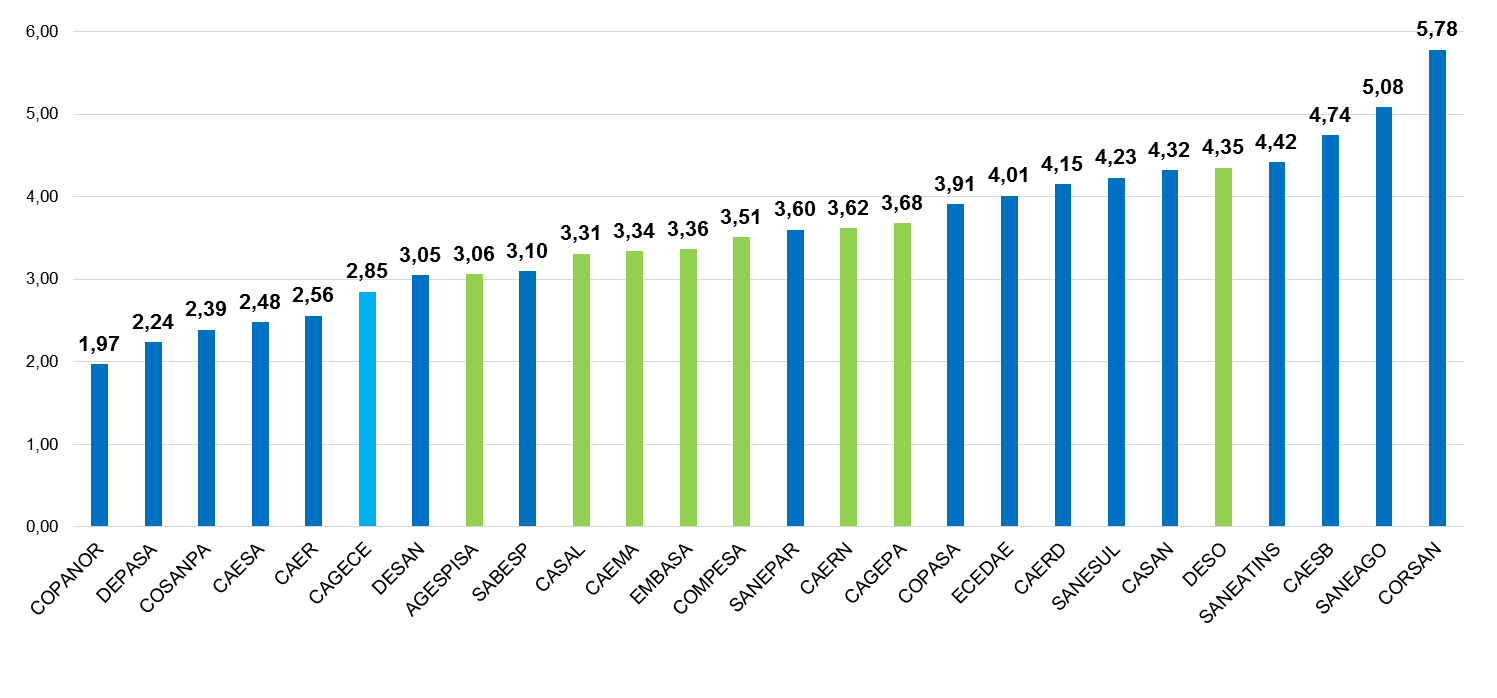 6,00
5,00
4,00
3,00
2,00
1,00
0,00
1,97
2,24
2,39
2,48
2,56
2,85
3,05
3,06
3,10
3,31
3,34
3,36
3,51
3,60
3,62
3,68
3,91
4,01
4,15
4,23
4,32
4,35
4,42
4,74
5,08
5,78
COPANOR
DEPASA
COSANPA
CAESA
CAER
CAGECE
DESAN
AGESPISA
SABESP
CASAL
CAEMA
EMBASA
COMPESA
SANEPAR
CAERN
CAGEPA
COPASA
ECEDAE
CAERD
SANESUL
CASAN
DESO
SANEATINS
CAESB
SANEAGO
CORSAN